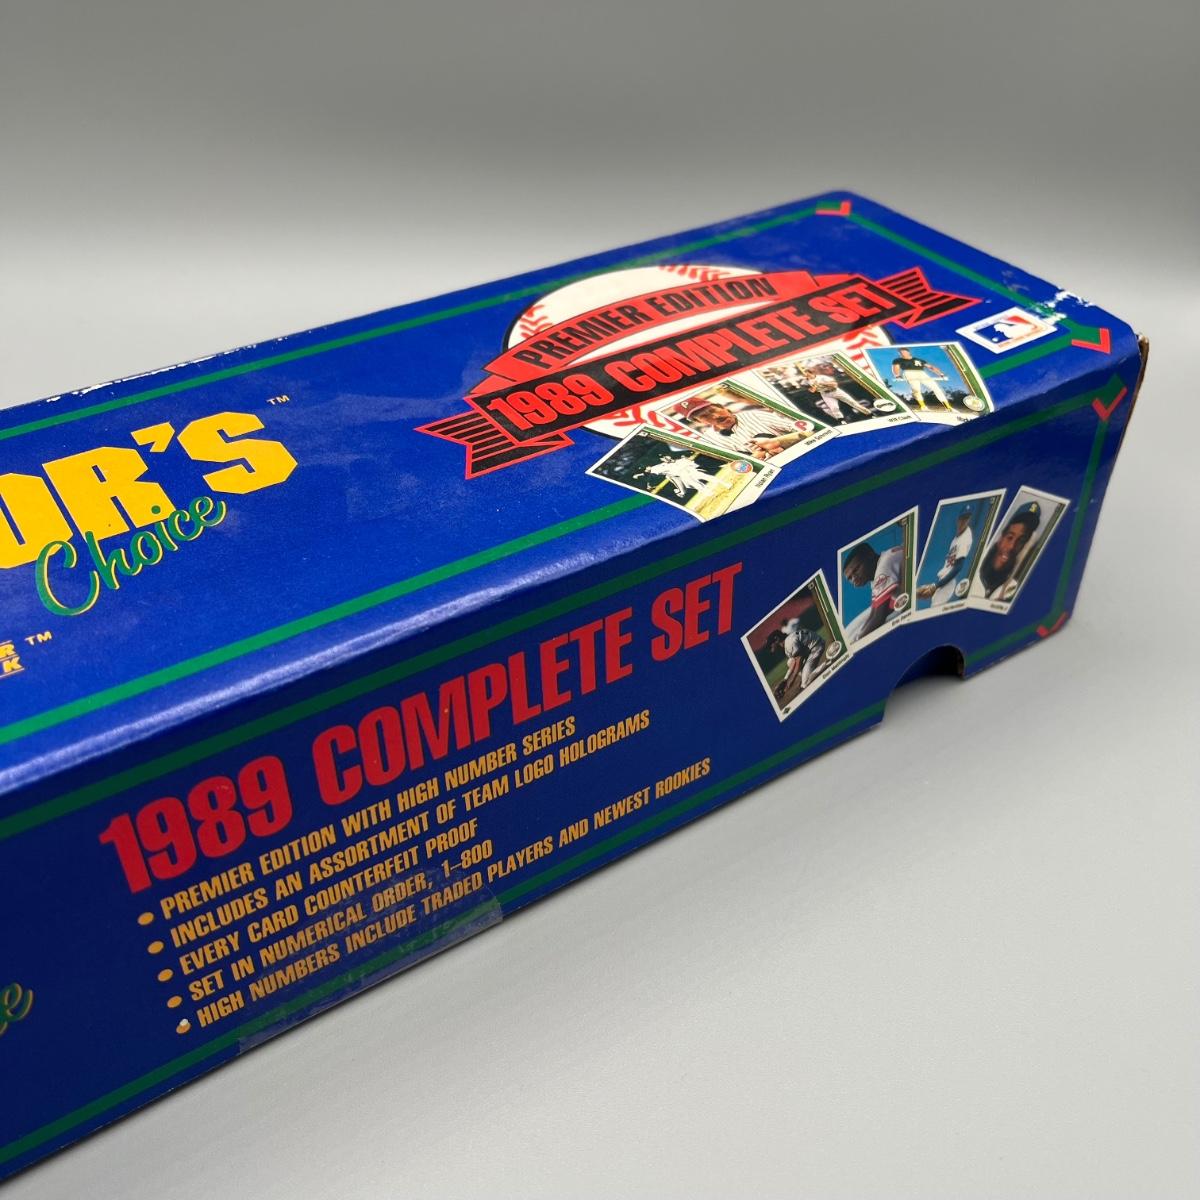 PREMIER EDITION
1989 COMPLETE SET
OR'S ™
Choice
™
1989 COMPLETE SET
• PREMIER EDITION WITH HIGH NUMBER SERIES
• INCLUDES AN ASSORTMENT OF TEAM LOGO HOLOGRAMS
• EVERY CARD COUNTERFEIT PROOF
• SET IN NUMERICAL ORDER, 1-800
• HIGH NUMBERS INCLUDE TRADED PLAYERS AND NEWEST ROOKIES